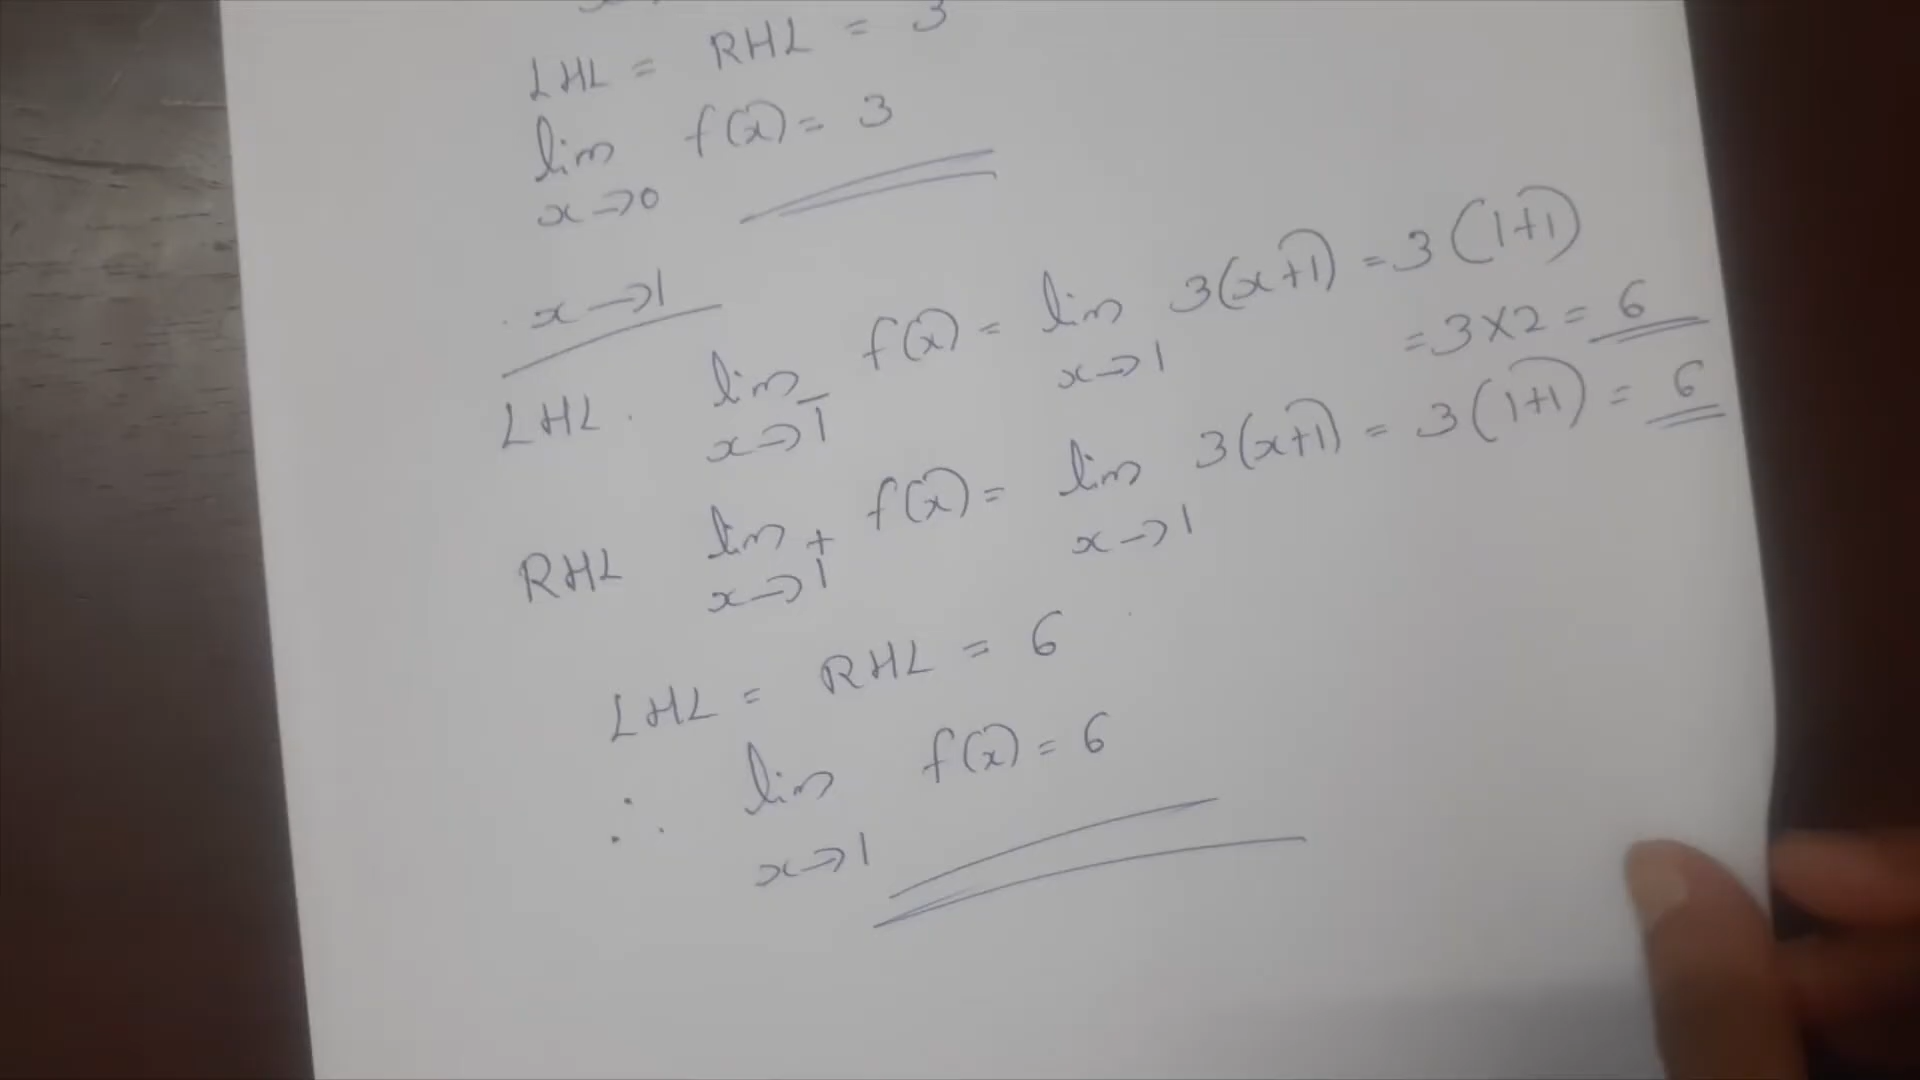 LHL = RHL = 3
lim f(x) = 3
x→0
x→1
LHL. lim f(x) = lim 3(x+1) = 3(1+1)
x→1⁻ x→1 = 3×2 = 6
RHL lim f(x) = lim 3(x+1) = 3(1+1) = 6
x→1⁺ x→1
LHL = RHL = 6
∴ lim f(x) = 6
x→1